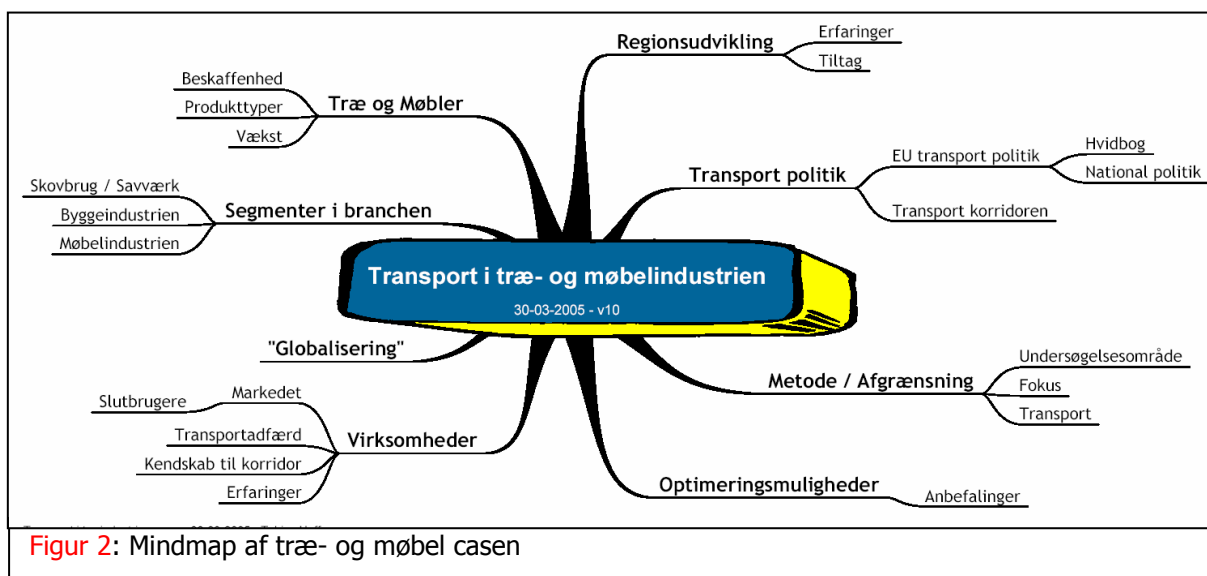 Regionsudvikling
Erfaringer
Tiltag
Træ og Møbler
Beskaffenhed
Produkttyper
Vækst
Transport politik
EU transport politik
Hvidbog
National politik
Transport korridoren
Segmenter i branchen
Skovbrug / Savværk
Byggeindustrien
Møbelindustrien
Transport i træ- og møbelindustrien
30-03-2005 - v10
"Globalisering"
Metode / Afgrænsning
Undersøgelsesområde
Fokus
Transport
Virksomheder
Markedet
Slutbrugere
Transportadfærd
Kendskab til korridor
Erfaringer
Optimeringsmuligheder
Anbefalinger
Figur 2: Mindmap af træ- og møbel casen